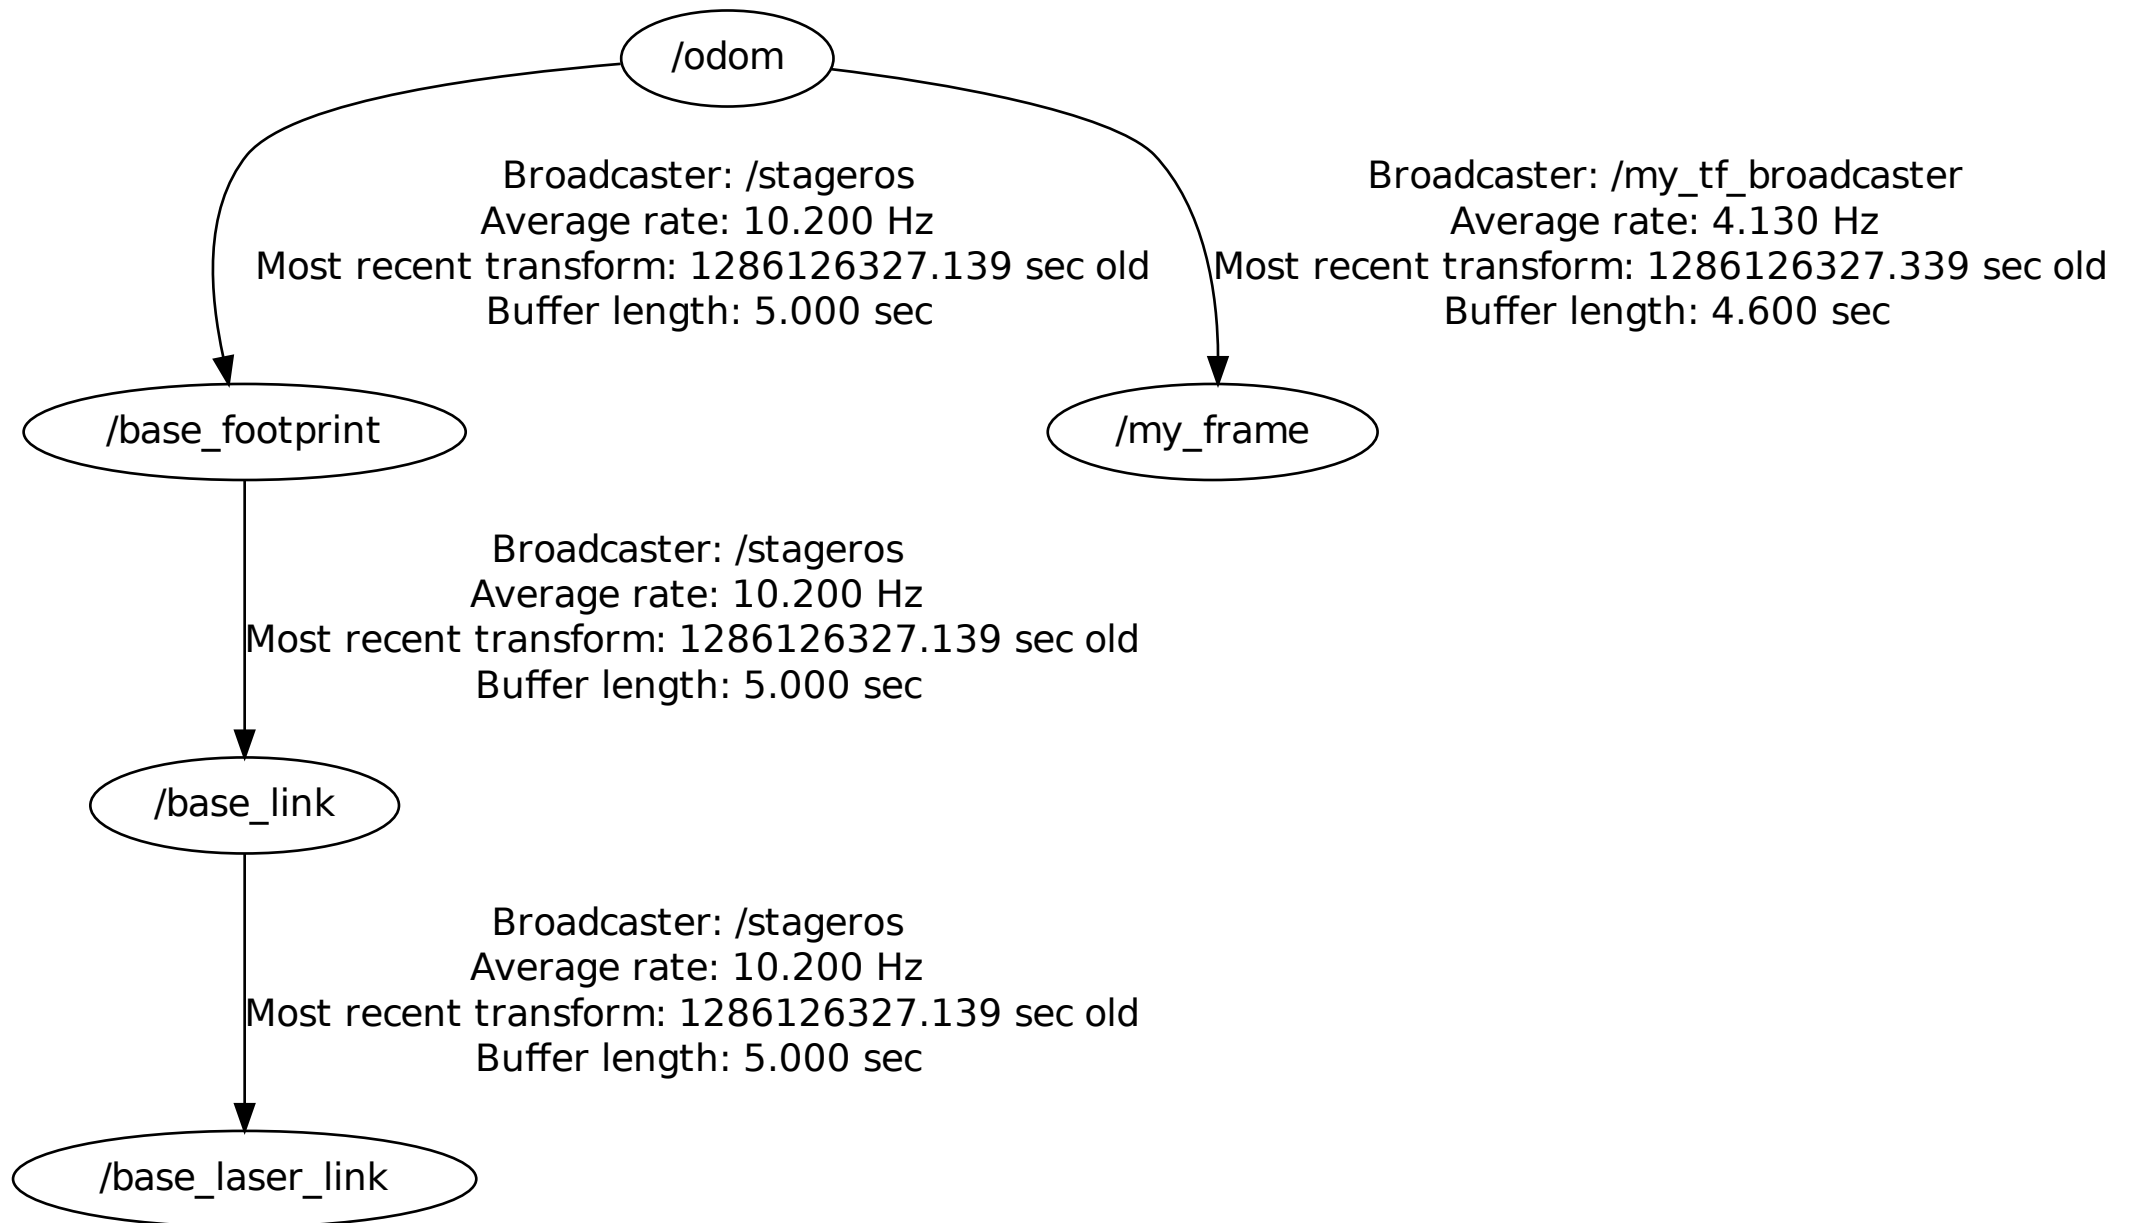 /odom
Broadcaster: /stageros
Average rate: 10.200 Hz
Most recent transform: 1286126327.139 sec old
Buffer length: 5.000 sec
Broadcaster: /my_tf_broadcaster
Average rate: 4.130 Hz
Most recent transform: 1286126327.339 sec old
Buffer length: 4.600 sec
/base_footprint
/my_frame
Broadcaster: /stageros
Average rate: 10.200 Hz
Most recent transform: 1286126327.139 sec old
Buffer length: 5.000 sec
/base_link
Broadcaster: /stageros
Average rate: 10.200 Hz
Most recent transform: 1286126327.139 sec old
Buffer length: 5.000 sec
/base_laser_link